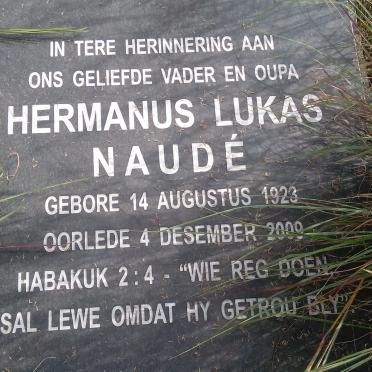 IN TERE HERINNERING AAN
ONS GELIEFDE VADER EN OUPA
HERMANUS LUKAS
NAUDÉ
GEBORE 14 AUGUSTUS 1923
OORLEDE 4 DESEMBER 2009
HABAKUK 2:4 - "WIE REG DOEN,
SAL LEWE OMDAT HY GETROU BLY"